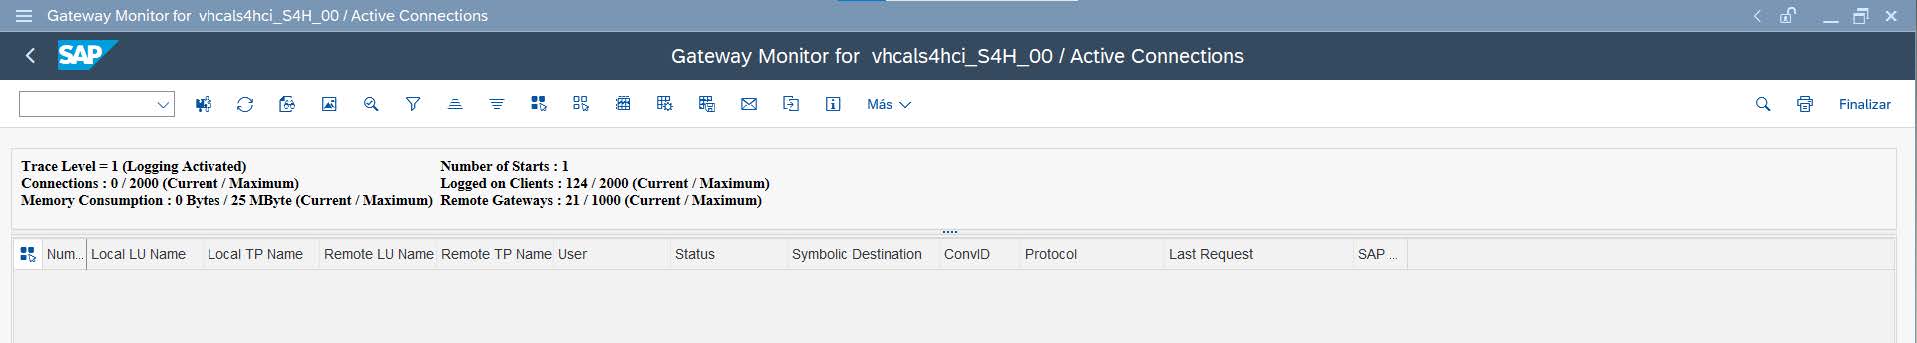 Gateway Monitor for vhcals4hci_S4H_00 / Active Connections
SAP
Gateway Monitor for vhcals4hci_S4H_00 / Active Connections
Más
Finalizar
Trace Level = 1 (Logging Activated) Number of Starts : 1
Connections : 0 / 2000 (Current / Maximum) Logged on Clients : 124 / 2000 (Current / Maximum)
Memory Consumption : 0 Bytes / 25 MByte (Current / Maximum) Remote Gateways : 21 / 1000 (Current / Maximum)
Num... Local LU Name Local TP Name Remote LU Name Remote TP Name User Status Symbolic Destination ConvID Protocol Last Request SAP ...